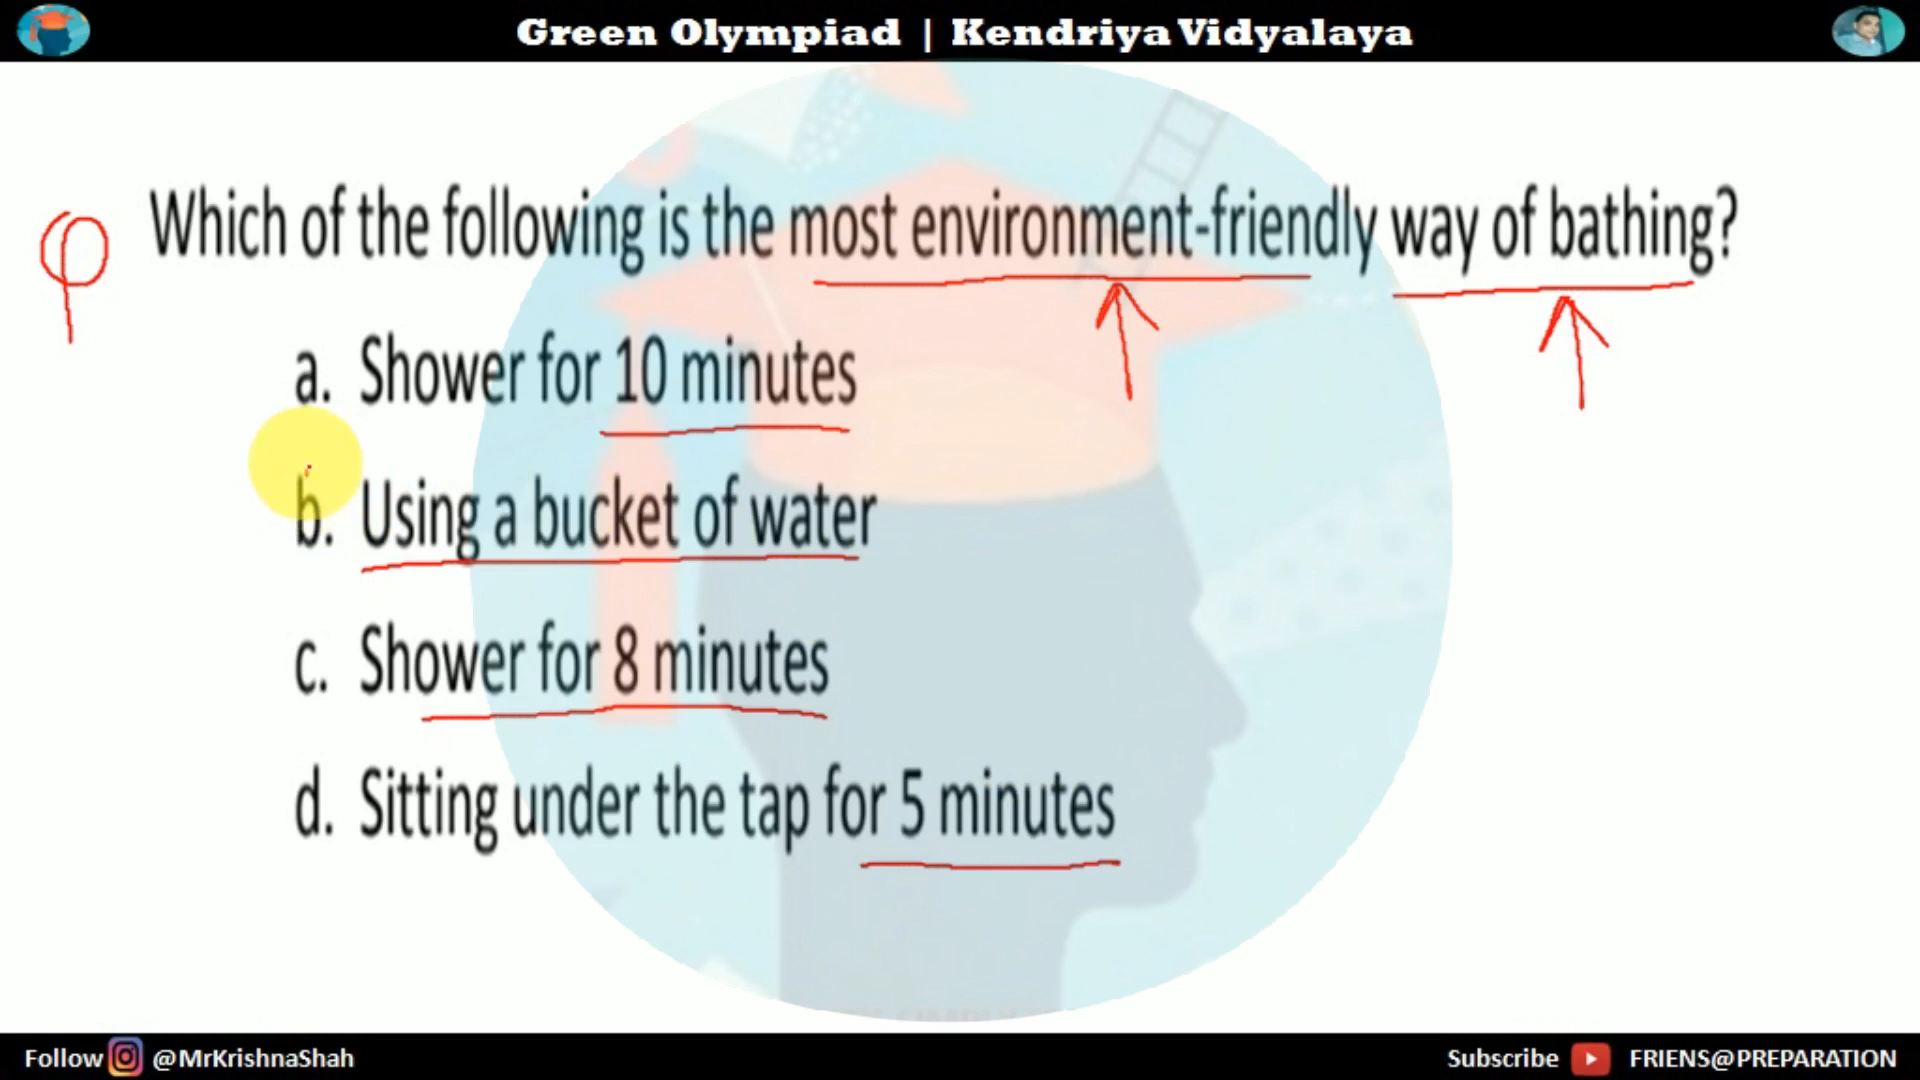 Green Olympiad | Kendriya Vidyalaya
Which of the following is the most environment-friendly way of bathing?
a. Shower for 10 minutes
b. Using a bucket of water
c. Shower for 8 minutes
d. Sitting under the tap for 5 minutes
Follow @MrKrishnaShah
Subscribe FRIENS@PREPARATION